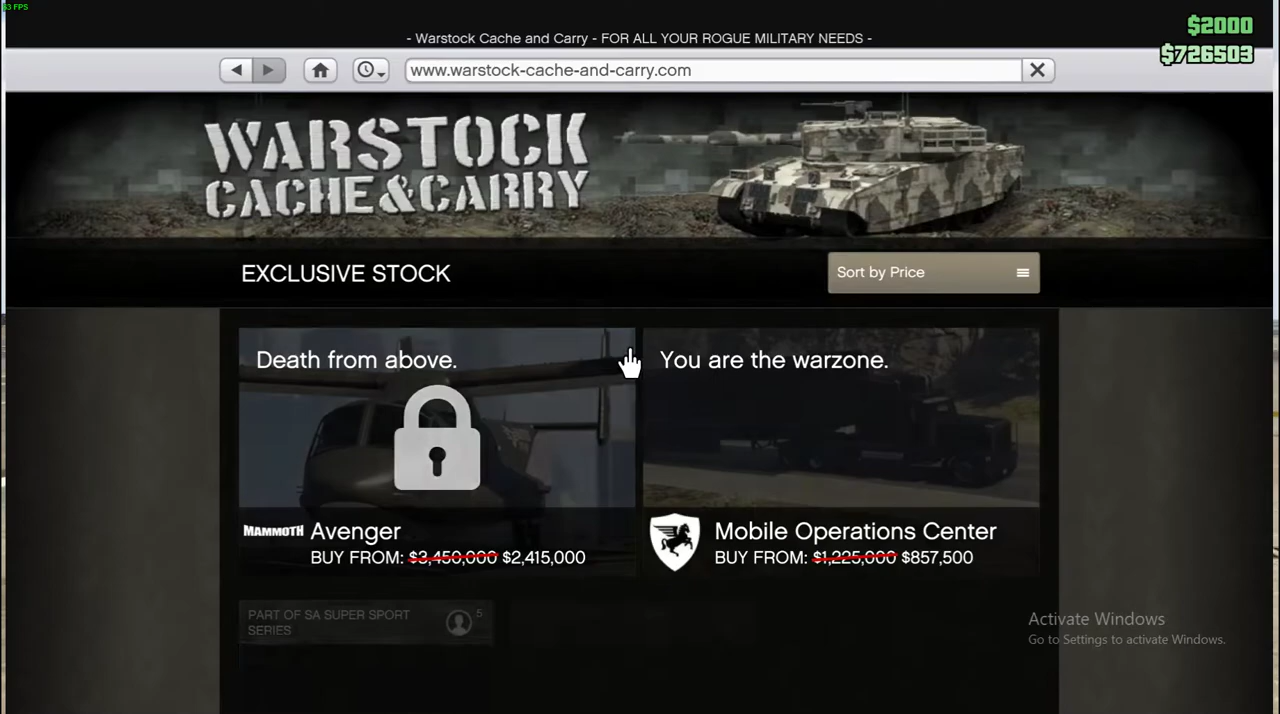 63 FPS
$2000
- Warstock Cache and Carry - FOR ALL YOUR ROGUE MILITARY NEEDS -
$726503
www.warstock-cache-and-carry.com
WARSTOCK
CACHE & CARRY
EXCLUSIVE STOCK
Sort by Price
Death from above.
You are the warzone.
MAMMOTH Avenger
BUY FROM: $3,450,000 $2,415,000
Mobile Operations Center
BUY FROM: $1,225,000 $857,500
PART OF SA SUPER SPORT
SERIES
5
Activate Windows
Go to Settings to activate Windows.